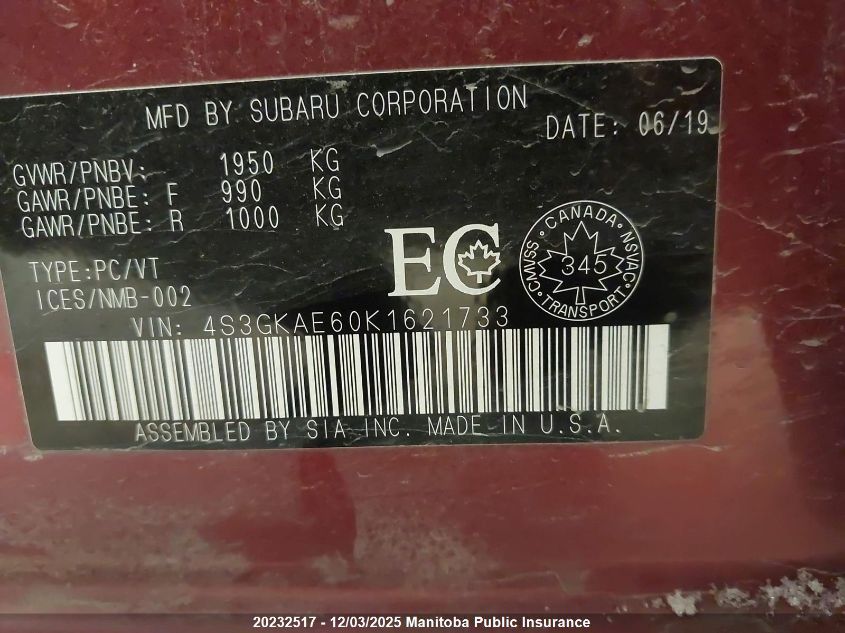 MFD BY SUBARU CORPORATION
DATE: 06/19
GVWR/PNBV: 1950 KG
GAWR/PNBE: F 990 KG
GAWR/PNBE: R 1000 KG
EC
CANADA
CMVSS 345 NSVAC
TRANSPORT
TYPE:PC/VT
ICES/NMB-002
VIN: 4S3GKAE60K1621733
ASSEMBLED BY SIA INC. MADE IN U.S.A.
20232517 - 12/03/2025 Manitoba Public Insurance